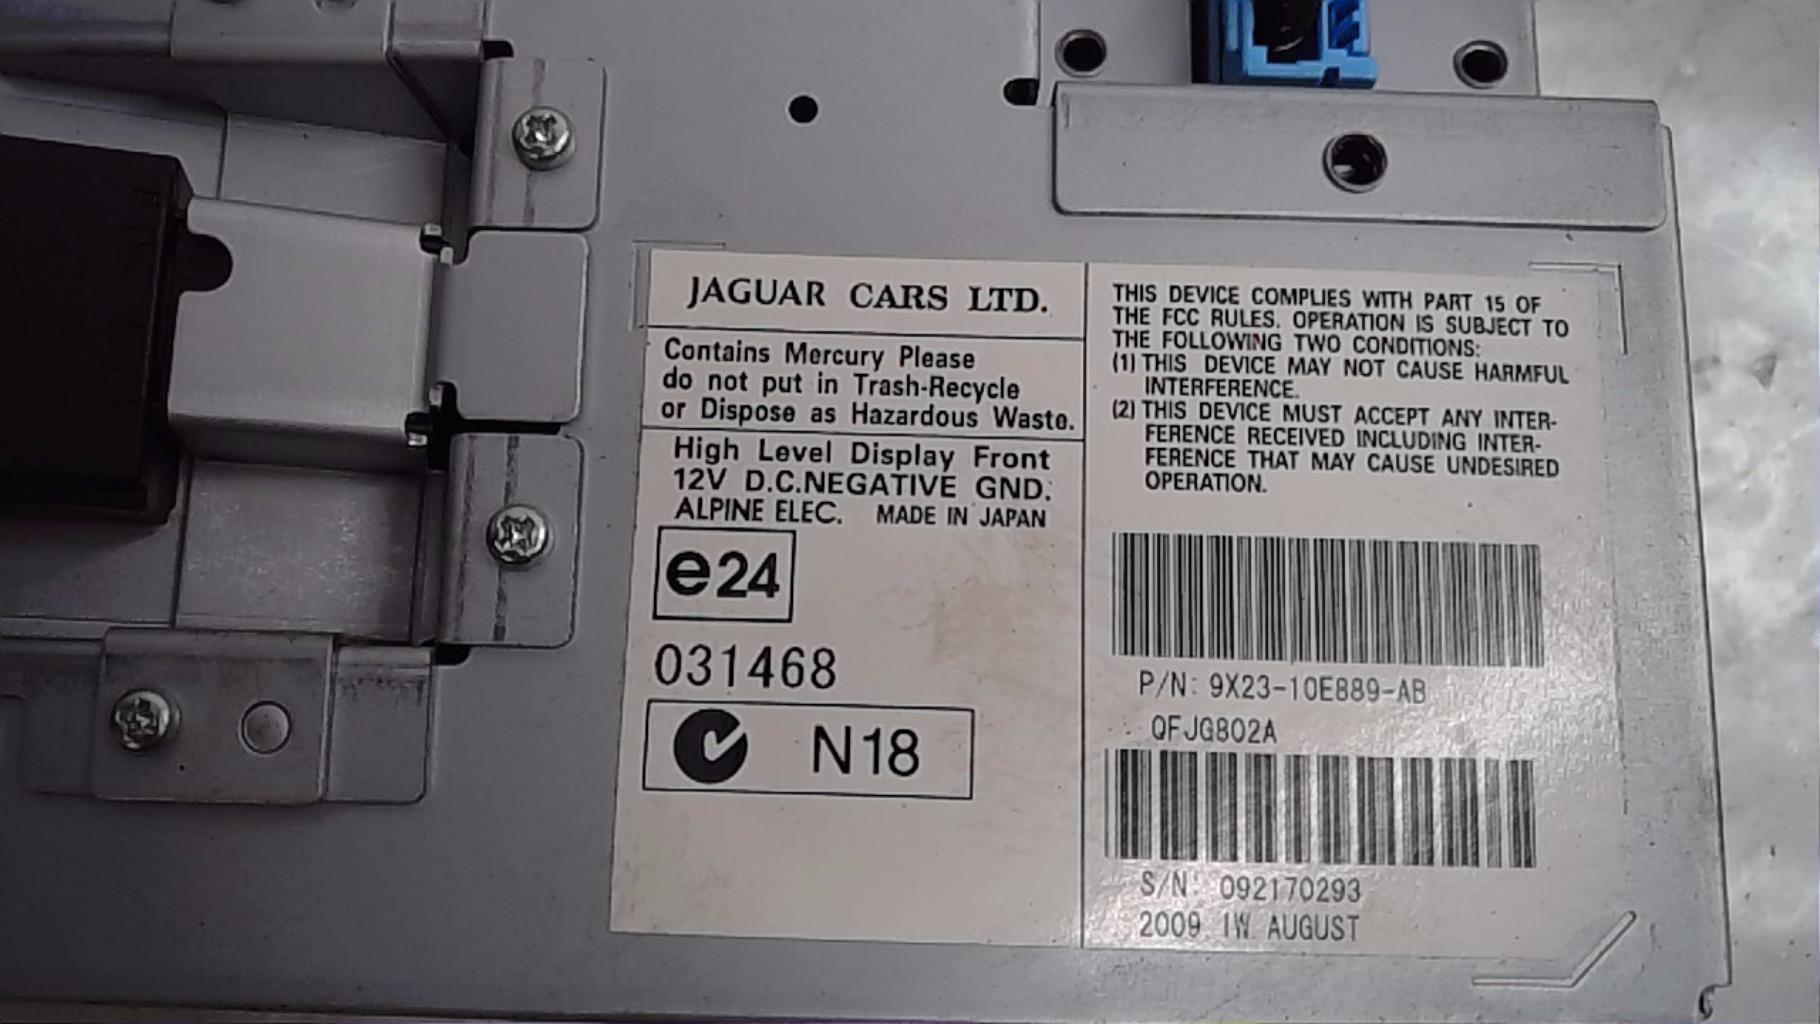 JAGUAR CARS LTD.
Contains Mercury Please
do not put in Trash-Recycle
or Dispose as Hazardous Waste.
High Level Display Front
12V D.C.NEGATIVE GND.
ALPINE ELEC. MADE IN JAPAN
e24
031468
N18
THIS DEVICE COMPLIES WITH PART 15 OF
THE FCC RULES. OPERATION IS SUBJECT TO
THE FOLLOWING TWO CONDITIONS:
(1) THIS DEVICE MAY NOT CAUSE HARMFUL
INTERFERENCE.
(2) THIS DEVICE MUST ACCEPT ANY INTER-
FERENCE RECEIVED INCLUDING INTER-
FERENCE THAT MAY CAUSE UNDESIRED
OPERATION.
P/N: 9X23-10E889-AB
QFJG802A
S/N: 092170293
2009 1W AUGUST